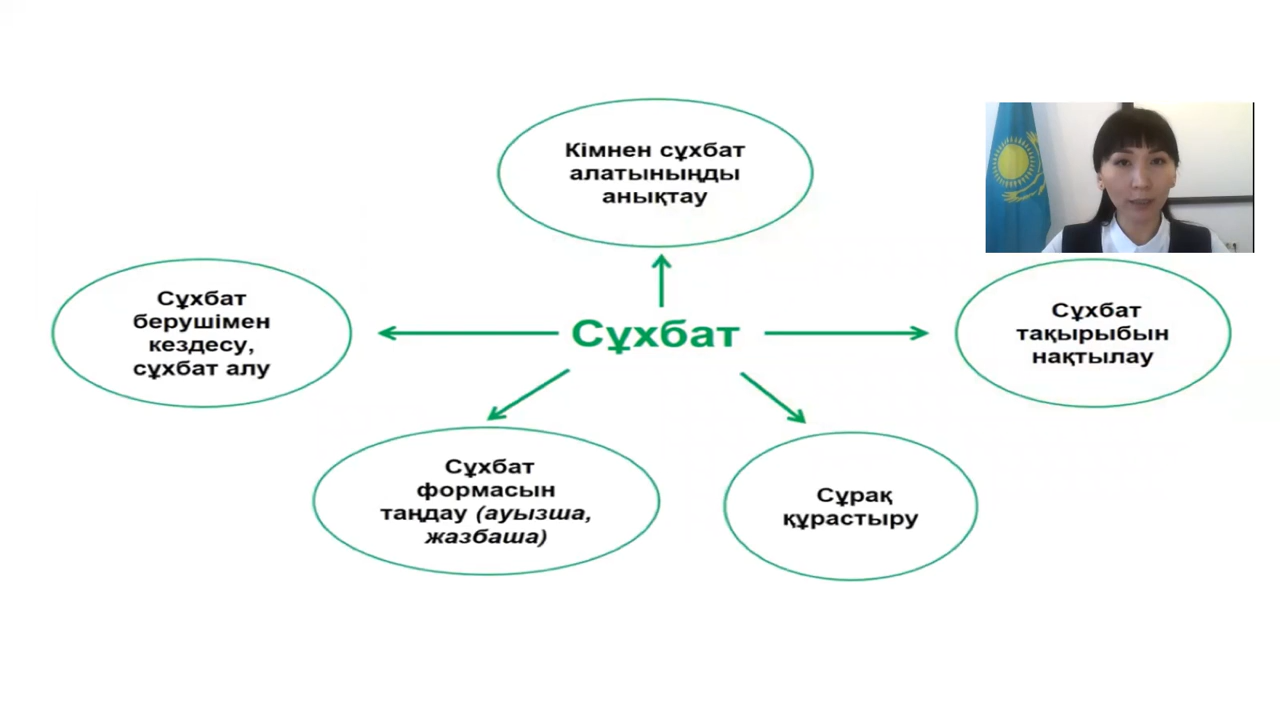 Кімнен сұхбат
алатыныңды
анықтау
Сұхбат
берушімен
кездесу,
сұхбат алу
Сұхбат
Сұхбат
тақырыбын
нақтылау
Сұхбат
формасын
таңдау (ауызша,
жазбаша)
Сұрақ
құрастыру